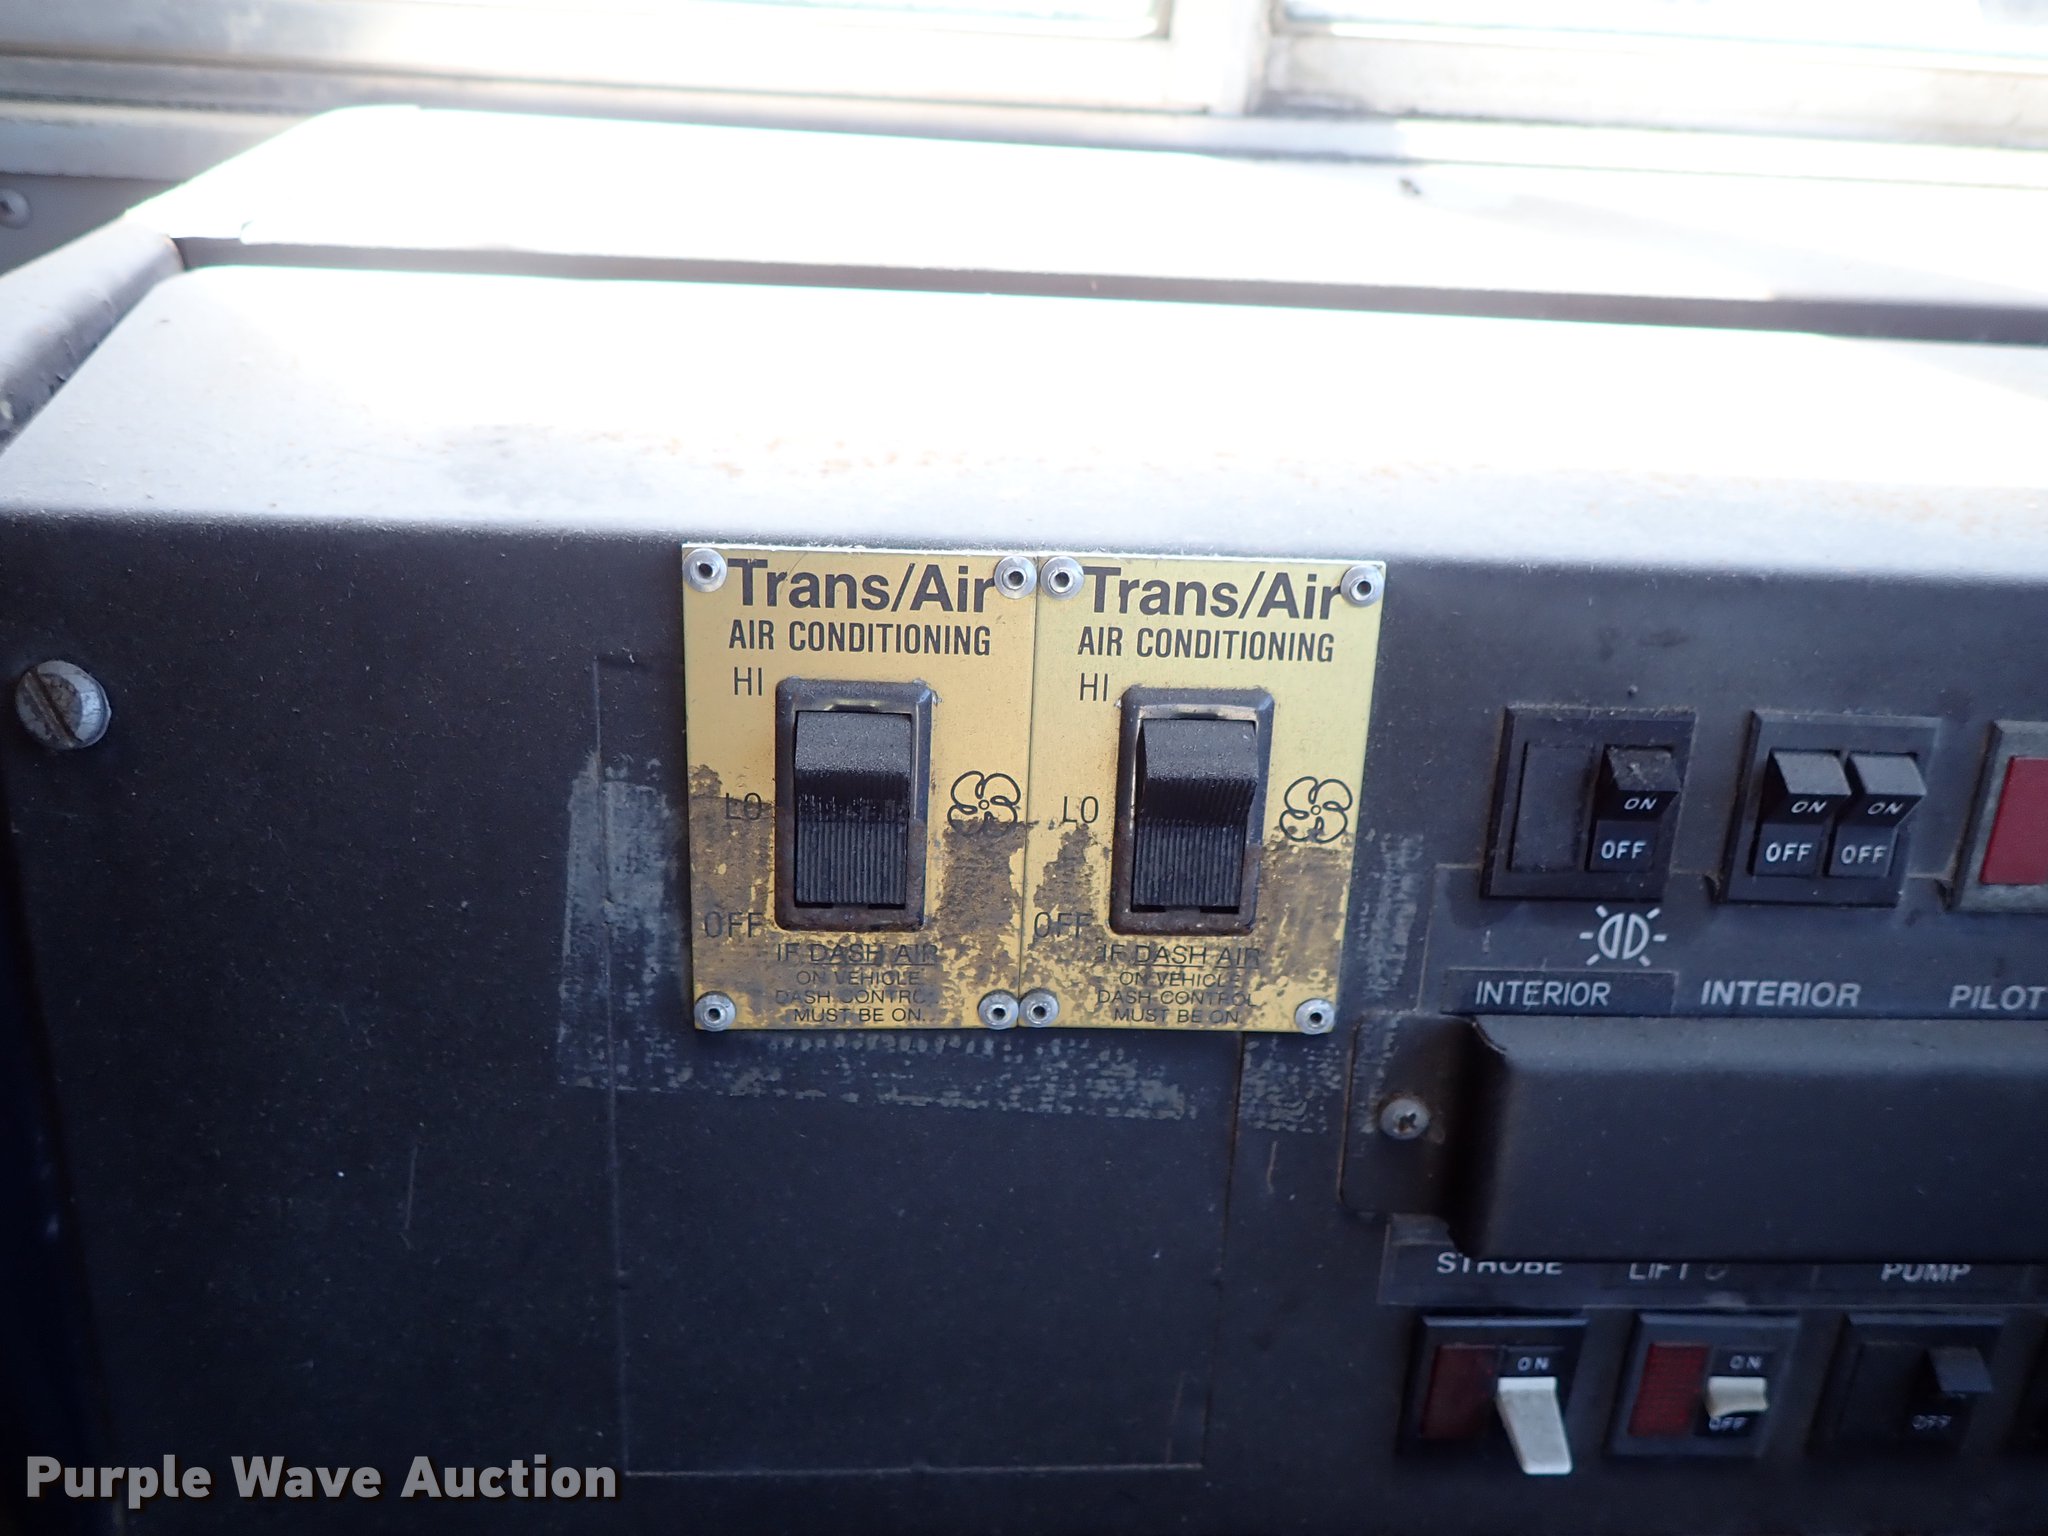 Trans/Air
AIR CONDITIONING
HI
LO
OFF
IF DASH AIR
ON VEHICLE
DASH CONTROL
MUST BE ON.
Trans/Air
AIR CONDITIONING
HI
LO
OFF
IF DASH AIR
ON VEHICLE
DASH CONTROL
MUST BE ON
ON
OFF
ON ON
OFF OFF
INTERIOR INTERIOR PILOT
STROBE LIFT PUMP
ON
ON
OFF
OFF
Purple Wave Auction